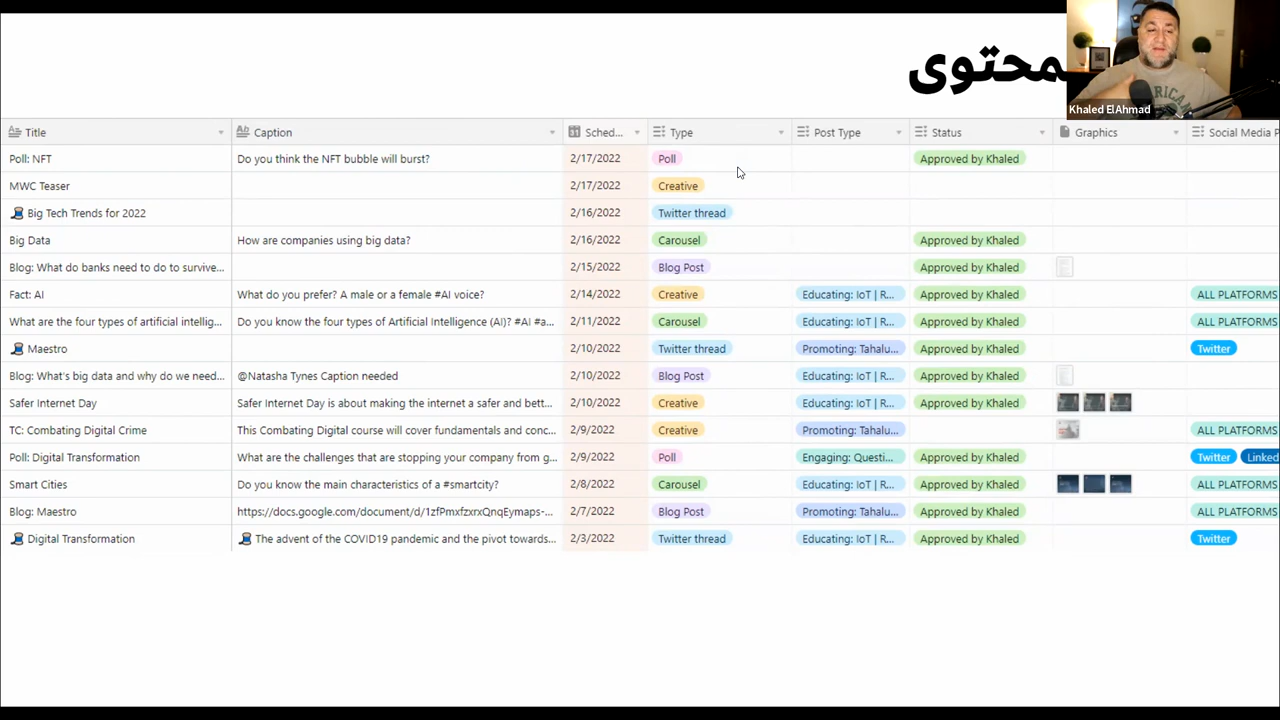 محتوى
Khaled ElAhmad
Title Caption Sched... Type Post Type Status Graphics Social Media P
Poll: NFT Do you think the NFT bubble will burst? 2/17/2022 Poll Approved by Khaled
MWC Teaser 2/17/2022 Creative
Big Tech Trends for 2022 2/16/2022 Twitter thread
Big Data How are companies using big data? 2/16/2022 Carousel Approved by Khaled
Blog: What do banks need to do to survive... 2/15/2022 Blog Post Approved by Khaled
Fact: AI What do you prefer? A male or a female #AI voice? 2/14/2022 Creative Educating: IoT | R... Approved by Khaled ALL PLATFORMS
What are the four types of artificial intellig... Do you know the four types of Artificial Intelligence (AI)? #AI #a... 2/11/2022 Carousel Educating: IoT | R... Approved by Khaled ALL PLATFORMS
Maestro 2/10/2022 Twitter thread Promoting: Tahalu... Approved by Khaled Twitter
Blog: What's big data and why do we need... @Natasha Tynes Caption needed 2/10/2022 Blog Post Educating: IoT | R... Approved by Khaled
Safer Internet Day Safer Internet Day is about making the internet a safer and bett... 2/10/2022 Creative Educating: IoT | R... Approved by Khaled
TC: Combating Digital Crime This Combating Digital course will cover fundamentals and conc... 2/9/2022 Creative Promoting: Tahalu... ALL PLATFORMS
Poll: Digital Transformation What are the challenges that are stopping your company from g... 2/9/2022 Poll Engaging: Questi... Approved by Khaled Twitter Linked
Smart Cities Do you know the main characteristics of a #smartcity? 2/8/2022 Carousel Educating: IoT | R... Approved by Khaled ALL PLATFORMS
Blog: Maestro https://docs.google.com/document/d/1zfPmxfzxrxQnqEymaps-... 2/7/2022 Blog Post Promoting: Tahalu... Approved by Khaled ALL PLATFORMS
Digital Transformation The advent of the COVID19 pandemic and the pivot towards... 2/3/2022 Twitter thread Educating: IoT | R... Approved by Khaled Twitter